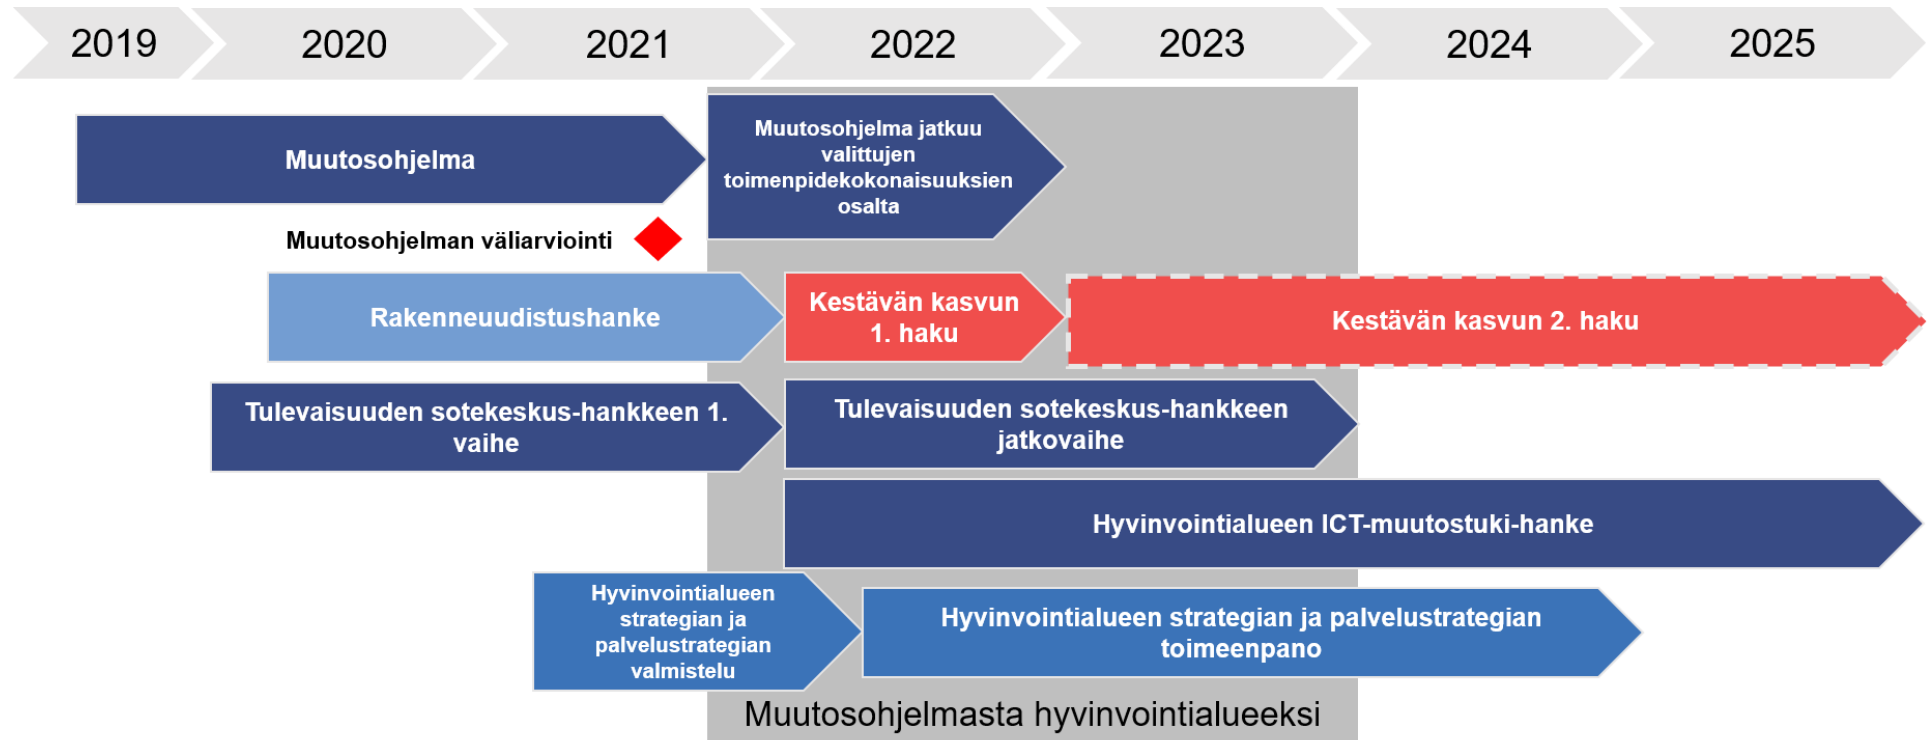 2019
2020
2021
2022
2023
2024
2025
Muutosohjelma
Muutosohjelma jatkuu
valittujen
toimenpidekokonaisuuksien
osalta
Muutosohjelman väliarviointi
Rakenneuudistushanke
Kestävän kasvun
1. haku
Kestävän kasvun 2. haku
Tulevaisuuden sotekeskus-hankkeen 1.
vaihe
Tulevaisuuden sotekeskus-hankkeen
jatkovaihe
Hyvinvointialueen ICT-muutostuki-hanke
Hyvinvointialueen
strategian ja
palvelustrategian
valmistelu
Hyvinvointialueen strategian ja palvelustrategian
toimeenpano
Muutosohjelmasta hyvinvointialueeksi